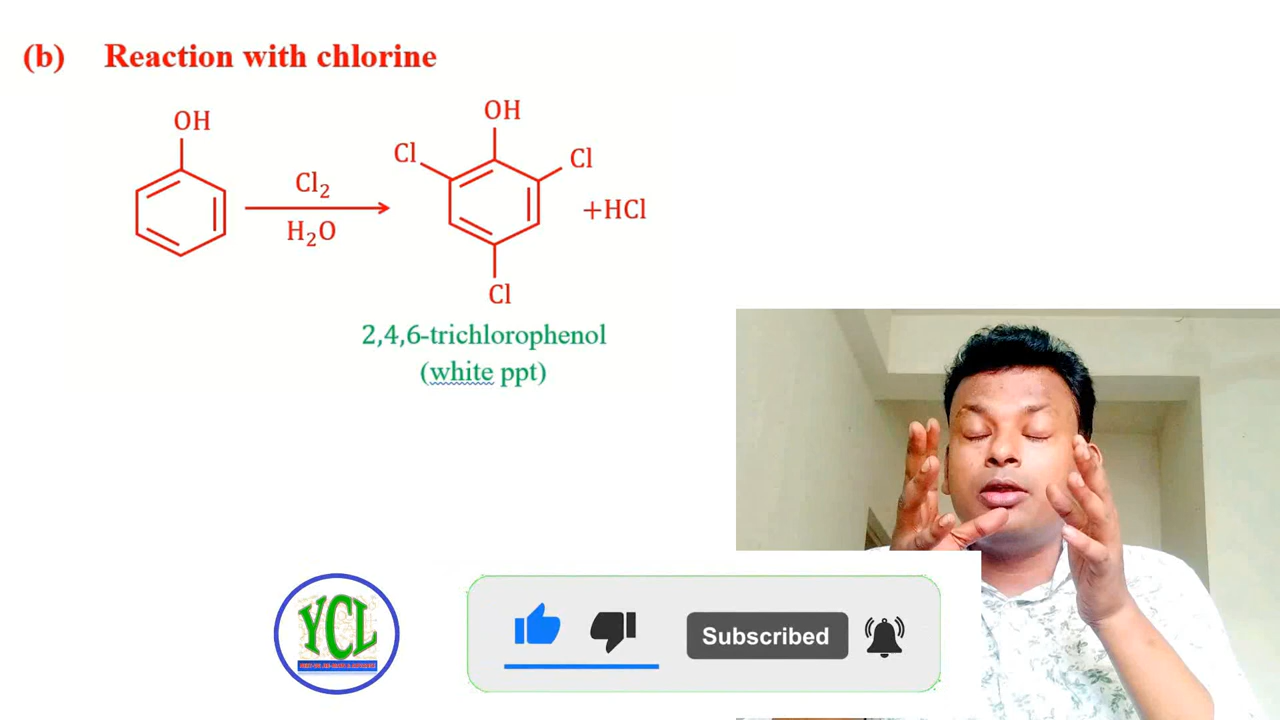 (b) Reaction with chlorine
OH
Cl₂
H₂O
OH
Cl
Cl
+HCl
Cl
2,4,6-trichlorophenol
(white ppt)
YCL
Subscribed